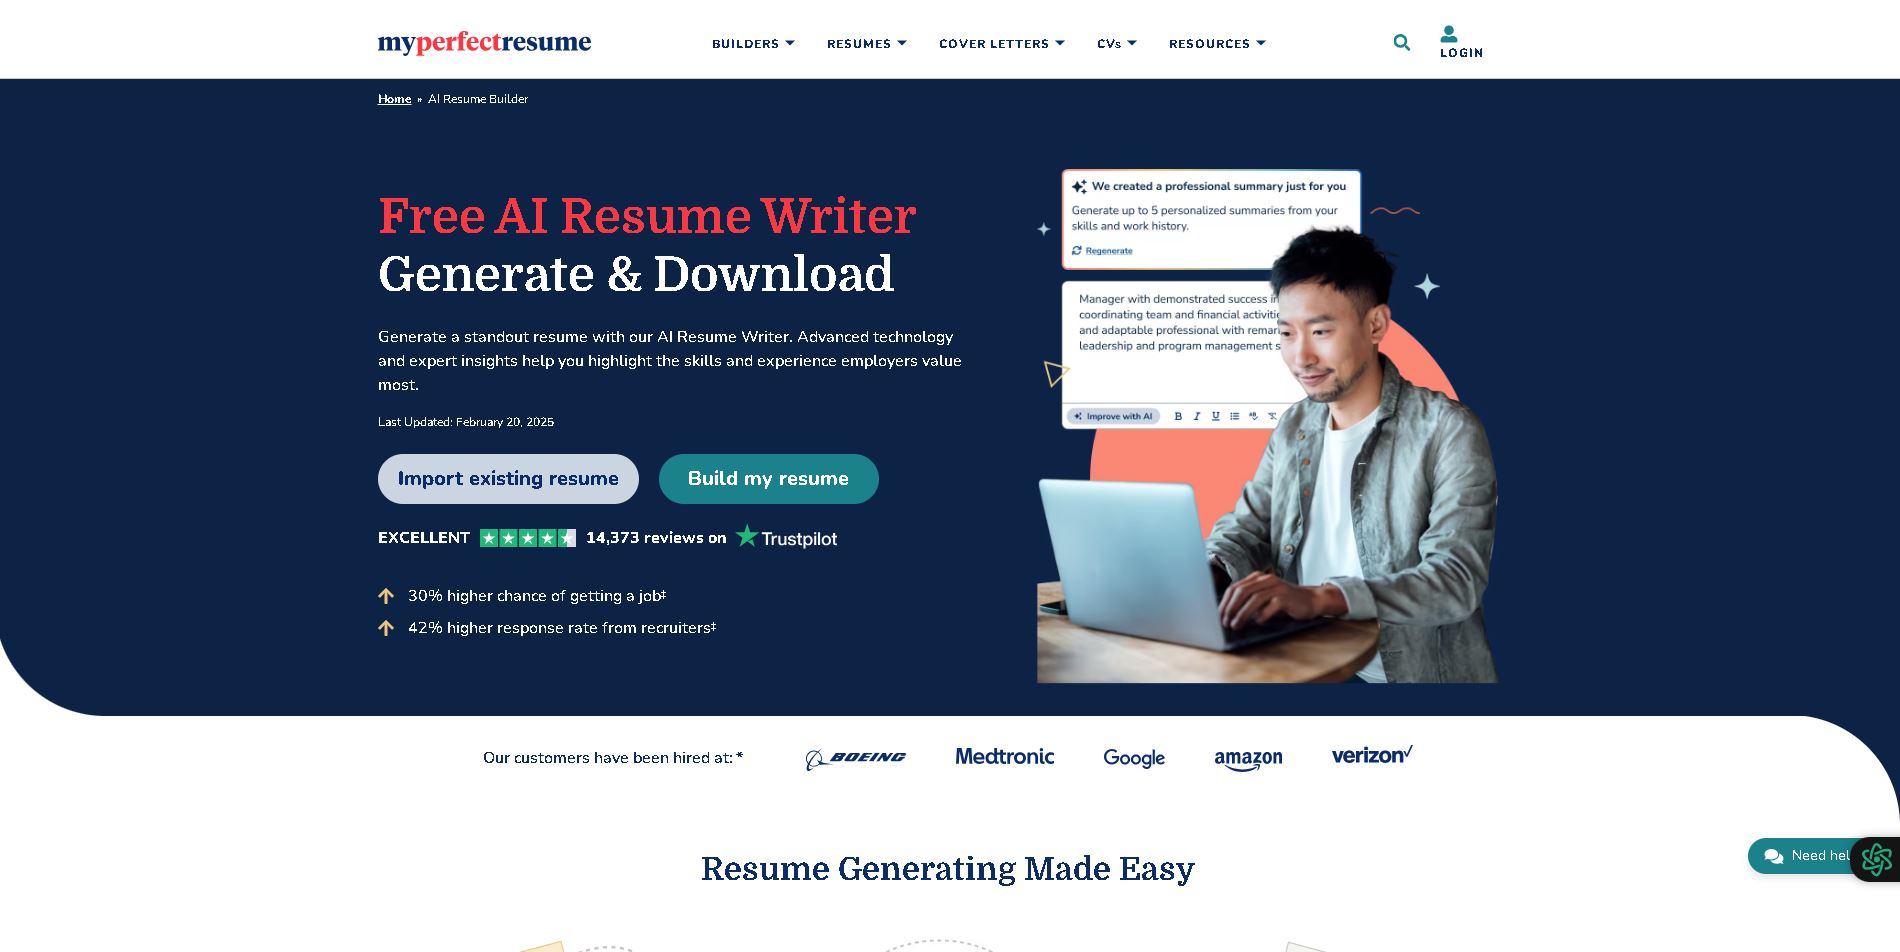 myperfectresume
BUILDERS
RESUMES
COVER LETTERS
CVs
RESOURCES
LOGIN
Home » AI Resume Builder
Free AI Resume Writer
Generate & Download
Generate a standout resume with our AI Resume Writer. Advanced technology
and expert insights help you highlight the skills and experience employers value
most.
Last Updated: February 20, 2025
Import existing resume
Build my resume
EXCELLENT
14,373 reviews on
Trustpilot
30% higher chance of getting a job‡
42% higher response rate from recruiters‡
We created a professional summary just for you
Generate up to 5 personalized summaries from your
skills and work history.
Regenerate
Manager with demonstrated success in
coordinating team and financial
and adaptable professional with
leadership and program management
Improve with AI
B I U
Our customers have been hired at: *
BOEING
Medtronic
Google
amazon
verizon✓
Resume Generating Made Easy
Need